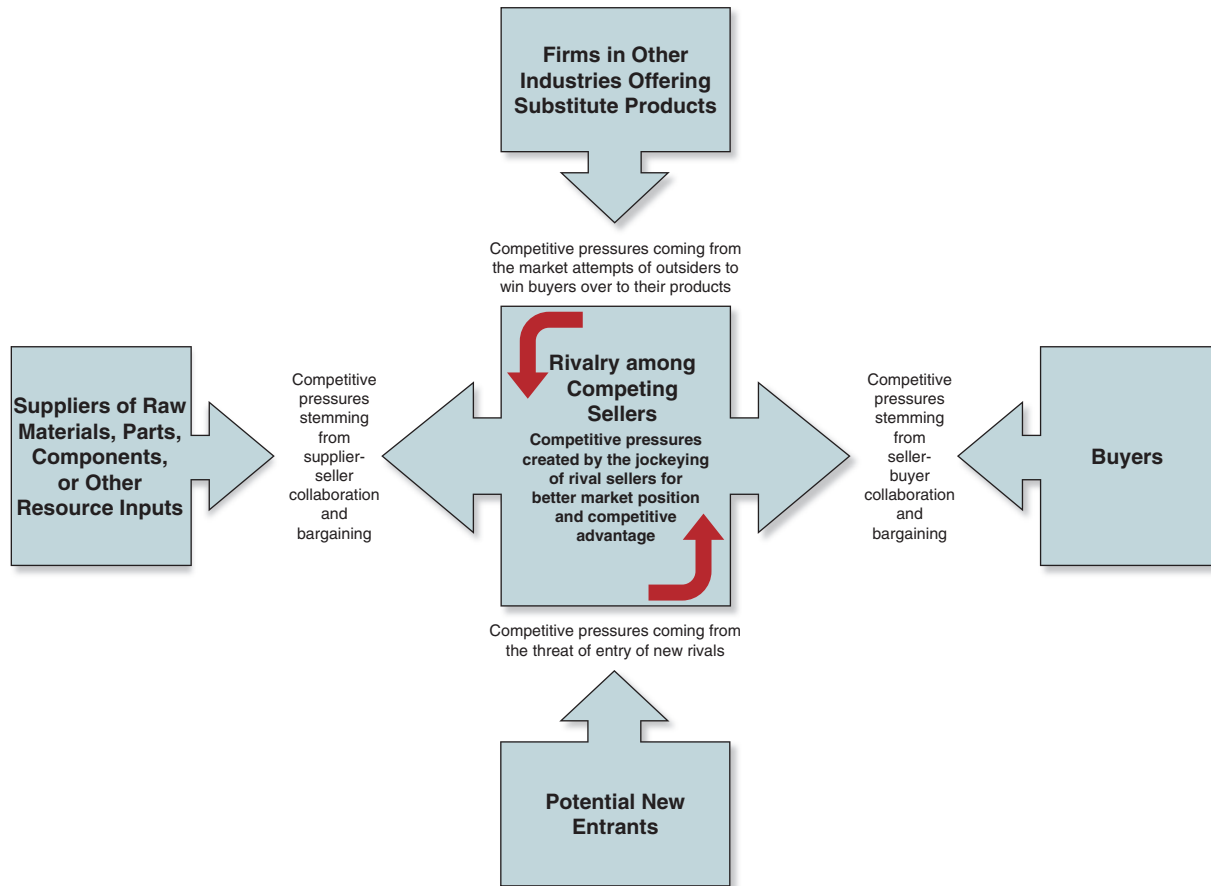 Firms in Other
Industries Offering
Substitute Products
Competitive pressures coming from
the market attempts of outsiders to
win buyers over to their products
Suppliers of Raw
Materials, Parts,
Components,
or Other
Resource Inputs
Competitive
pressures
stemming
from
supplier-
seller
collaboration
and
bargaining
Rivalry among
Competing
Sellers
Competitive pressures
created by the jockeying
of rival sellers for
better market position
and competitive
advantage
Competitive
pressures
stemming
from
seller-
buyer
collaboration
and
bargaining
Buyers
Competitive pressures coming from
the threat of entry of new rivals
Potential New
Entrants